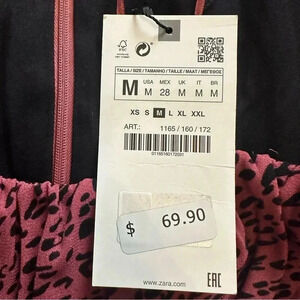 TALLA / SIZE / TAMANHO / TAILLE / MAAT / ΜΕΓΕΘΟΣ
M
USA MEX UK IT BR
M 28 M M M
XS S M L XL XXL
ART.: 1165 / 160 / 172
$ 69.90
www.zara.com
EAC